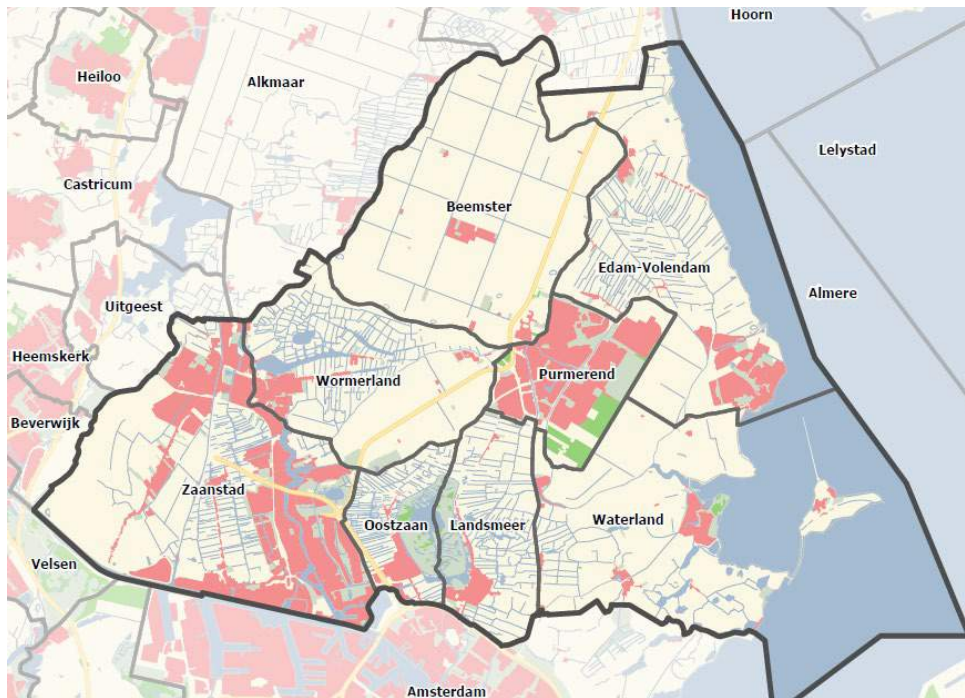 Hoorn
Heiloo
Alkmaar
Lelystad
Castricum
Beemster
Edam-Volendam
Almere
Uitgeest
Heemskerk
Wormerland
Purmerend
Beverwijk
Zaanstad
Oostzaan
Landsmeer
Waterland
Velsen
Amsterdam